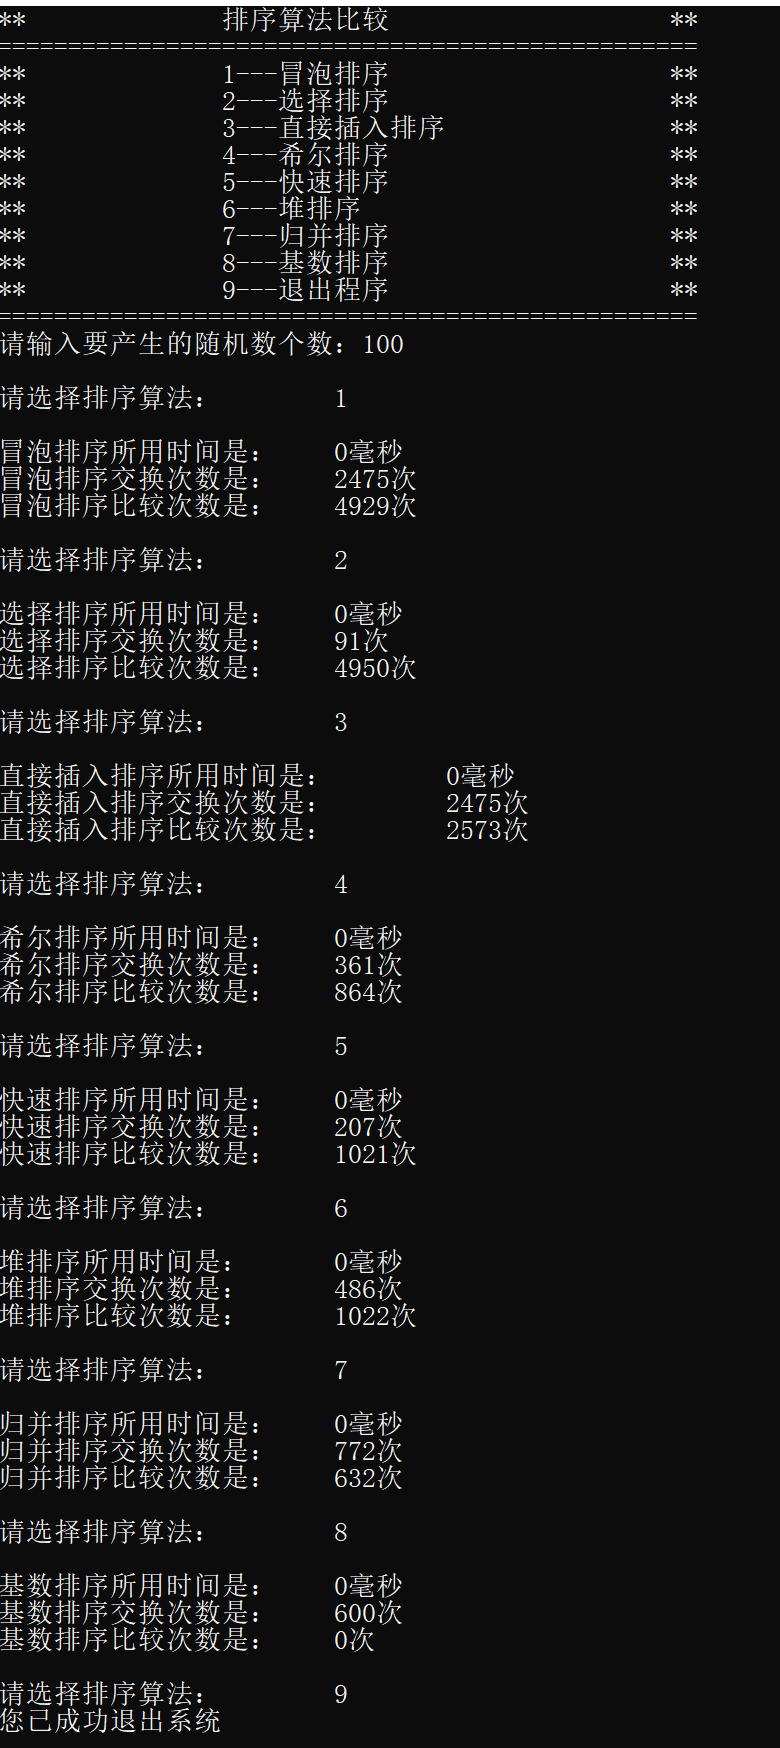 ** 排序算法比较 **
==================================================
** 1---冒泡排序 **
** 2---选择排序 **
** 3---直接插入排序 **
** 4---希尔排序 **
** 5---快速排序 **
** 6---堆排序 **
** 7---归并排序 **
** 8---基数排序 **
** 9---退出程序 **
==================================================
请输入要产生的随机数个数：100
请选择排序算法： 1
冒泡排序所用时间是： 0毫秒
冒泡排序交换次数是： 2475次
冒泡排序比较次数是： 4929次
请选择排序算法： 2
选择排序所用时间是： 0毫秒
选择排序交换次数是： 91次
选择排序比较次数是： 4950次
请选择排序算法： 3
直接插入排序所用时间是： 0毫秒
直接插入排序交换次数是： 2475次
直接插入排序比较次数是： 2573次
请选择排序算法： 4
希尔排序所用时间是： 0毫秒
希尔排序交换次数是： 361次
希尔排序比较次数是： 864次
请选择排序算法： 5
快速排序所用时间是： 0毫秒
快速排序交换次数是： 207次
快速排序比较次数是： 1021次
请选择排序算法： 6
堆排序所用时间是： 0毫秒
堆排序交换次数是： 486次
堆排序比较次数是： 1022次
请选择排序算法： 7
归并排序所用时间是： 0毫秒
归并排序交换次数是： 772次
归并排序比较次数是： 632次
请选择排序算法： 8
基数排序所用时间是： 0毫秒
基数排序交换次数是： 600次
基数排序比较次数是： 0次
请选择排序算法： 9
您已成功退出系统